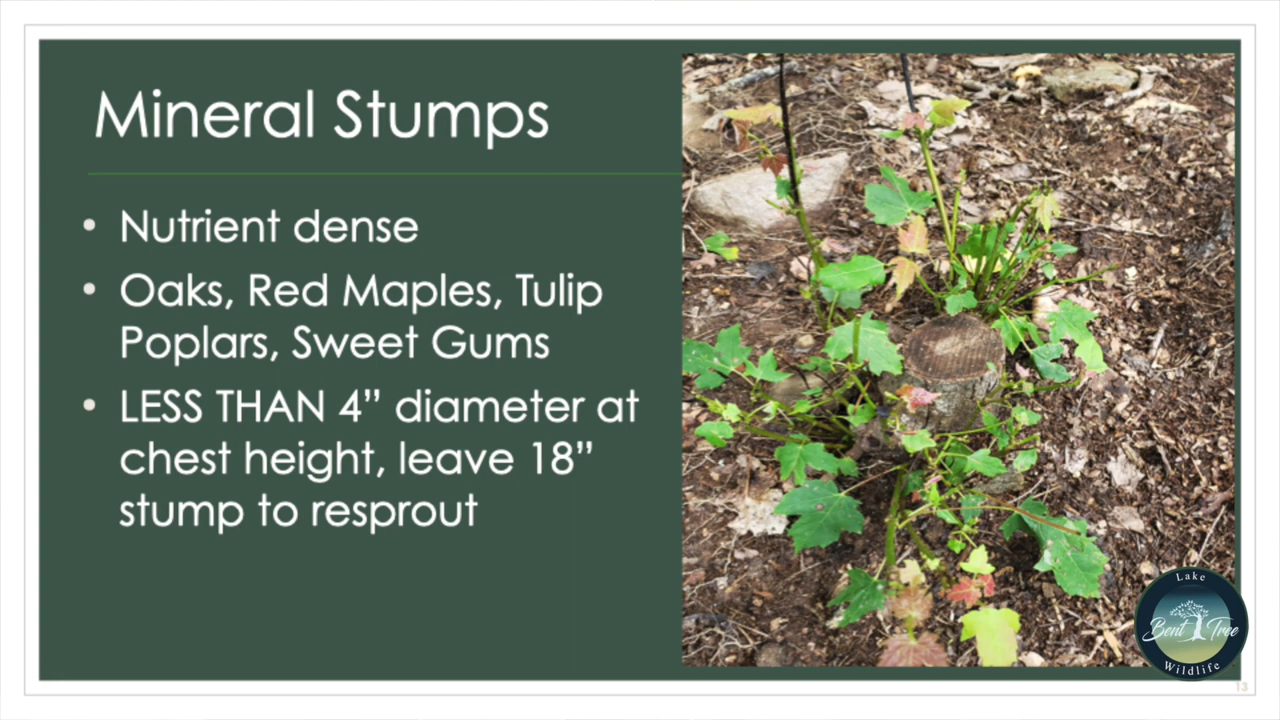 Mineral Stumps
• Nutrient dense
• Oaks, Red Maples, Tulip
Poplars, Sweet Gums
• LESS THAN 4” diameter at
chest height, leave 18”
stump to resprout
Lake
Bent Tree
Wildlife
13